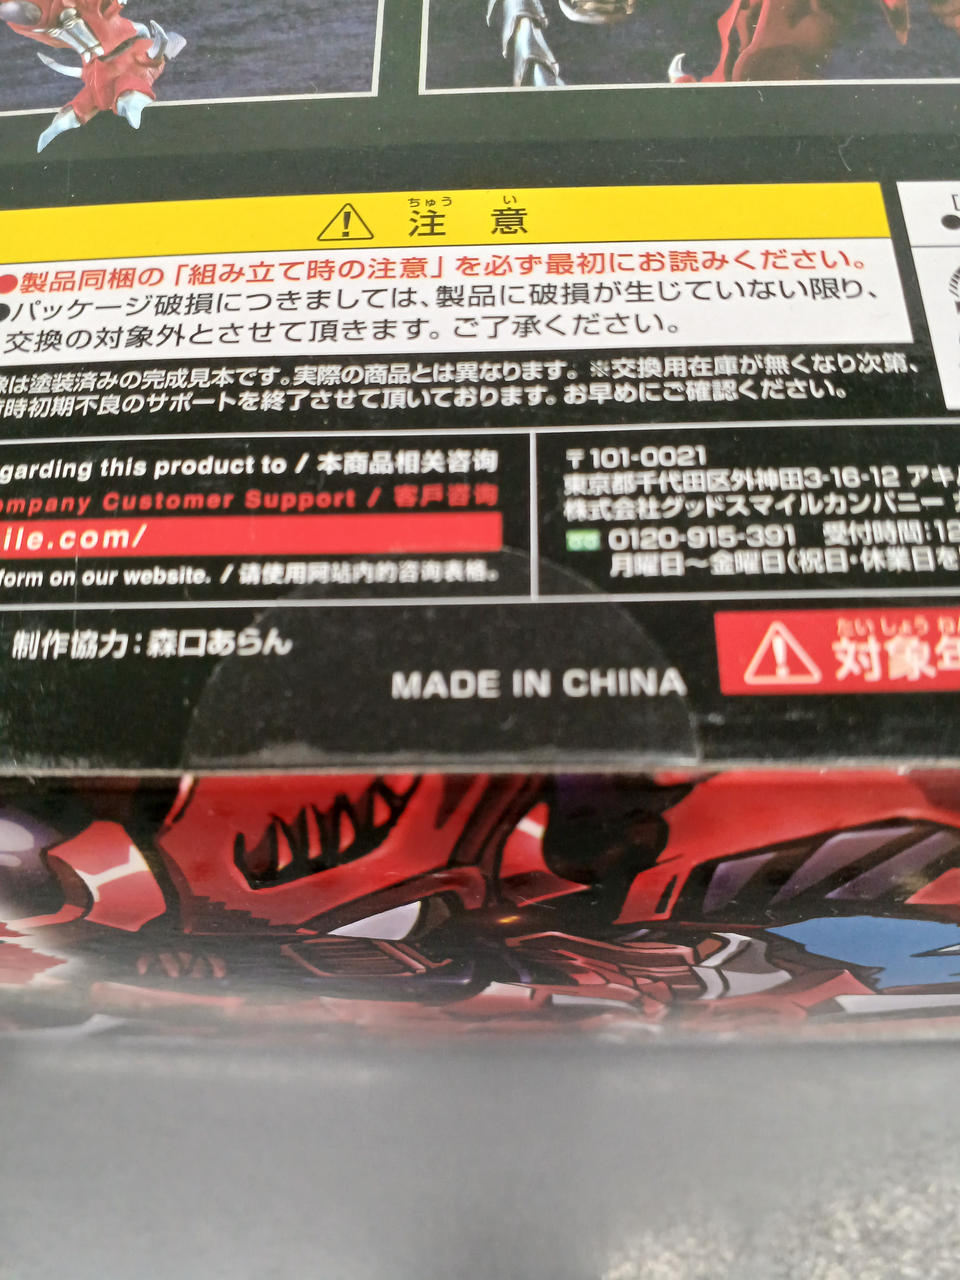 ちゅう い
注 意
●製品同梱の「組み立て時の注意」を必ず最初にお読みください。
●パッケージ破損につきましては、製品に破損が生じていない限り、
交換の対象外とさせて頂きます。ご了承ください。
像は塗装済みの完成見本です。実際の商品とは異なります。※交換用在庫が無くなり次第、
時初期不良のサポートを終了させて頂いております。お早めにご確認ください。
garding this product to / 本商品相关咨询
ompany Customer Support / 客戶咨询
ile.com/
form on our website. / 请使用网站内的咨询表格。
〒101-0021
東京都千代田区外神田3-16-12 アキバ
株式会社グッドスマイルカンパニー
0120-915-391 受付時間:12
月曜日〜金曜日(祝日・休業日を
制作協力:森口あらん
MADE IN CHINA
たいしょうねん
対象年